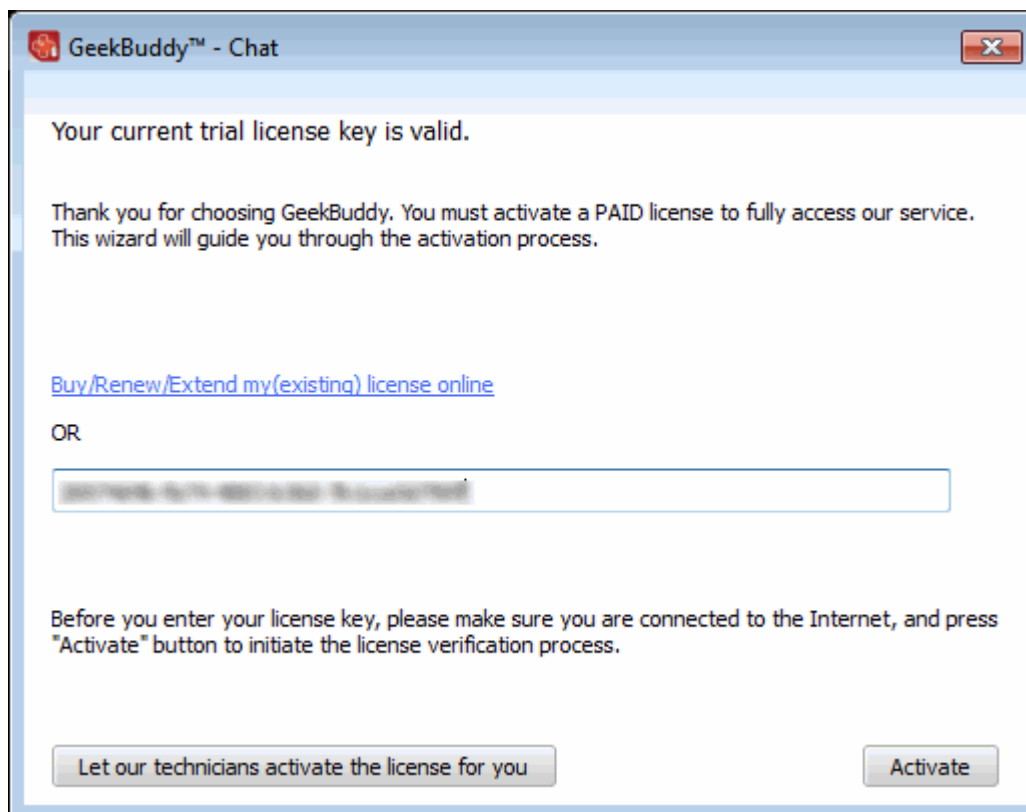 GeekBuddy™ - Chat
Your current trial license key is valid.
Thank you for choosing GeekBuddy. You must activate a PAID license to fully access our service.
This wizard will guide you through the activation process.
Buy/Renew/Extend my(existing) license online
OR
Before you enter your license key, please make sure you are connected to the Internet, and press
"Activate" button to initiate the license verification process.
Let our technicians activate the license for you
Activate